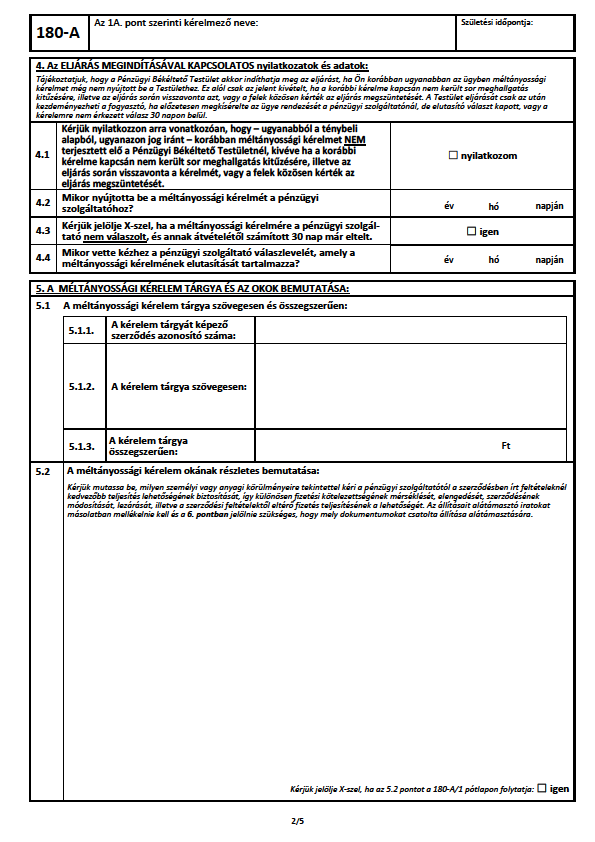 180-A
Az 1A. pont szerinti kérelmező neve:
Születési időpontja:
4. Az ELJÁRÁS MEGINDÍTÁSÁVAL KAPCSOLATOS nyilatkozatok és adatok:
Tájékoztatjuk, hogy a Pénzügyi Békéltető Testület akkor indíthatja meg az eljárást, ha Ön korábban ugyanabban az ügyben méltányossági
kérelmet még nem nyújtott be a Testülethez. Ez alól csak az jelent kivételt, ha a korábbi kérelme kapcsán nem került sor meghallgatás
kitűzésére, illetve az eljárás során visszavonta azt, vagy a felek közösen kérték az eljárás megszüntetését. A Testület eljárását csak az után
kezdeményezheti a fogyasztó, ha előzetesen megkísérelte az ügye rendezését a pénzügyi szolgáltatónál, de elutasító választ kapott, vagy a
kérelemre nem érkezett válasz 30 napon belül.
4.1
Kérjük nyilatkozzon arra vonatkozóan, hogy – ugyanabból a ténybeli
alapból, ugyanazon jog iránt – korábban méltányossági kérelmet NEM
terjesztett elő a Pénzügyi Békéltető Testületnél, kivéve ha a korábbi
kérelme kapcsán nem került sor meghallgatás kitűzésére, illetve az
eljárás során visszavonta a kérelmét, vagy a felek közösen kérték az
eljárás megszüntetését.
☐ nyilatkozom
4.2
Mikor nyújtotta be a méltányossági kérelmét a pénzügyi
szolgáltatóhoz?
év hó napján
4.3
Kérjük jelölje X-szel, ha a méltányossági kérelmére a pénzügyi szolgál-
tató nem válaszolt, és annak átvételétől számított 30 nap már eltelt.
☐ igen
4.4
Mikor vette kézhez a pénzügyi szolgáltató válaszlevelét, amely a
méltányossági kérelmének elutasítását tartalmazza?
év hó napján
5. A MÉLTÁNYOSSÁGI KÉRELEM TÁRGYA ÉS AZ OKOK BEMUTATÁSA:
5.1 A méltányossági kérelem tárgya szövegesen és összegszerűen:
5.1.1.
A kérelem tárgyát képező
szerződés azonosító száma:
5.1.2. A kérelem tárgya szövegesen:
5.1.3.
A kérelem tárgya
összegszerűen:
Ft
5.2 A méltányossági kérelem okának részletes bemutatása:
Kérjük mutassa be, milyen személyi vagy anyagi körülményeire tekintettel kéri a pénzügyi szolgáltatótól a szerződésben írt feltételeknél
kedvezőbb teljesítés lehetőségének biztosítását, így különösen fizetési kötelezettségének mérséklését, elengedését, szerződésének
módosítását, lezárását, illetve a szerződési feltételektől eltérő fizetés teljesítésének a lehetőségét. Az állításait alátámasztó iratokat
másolatban mellékelnie kell és a 6. pontban jelölnie szükséges, hogy mely dokumentumokat csatolta állítása alátámasztására.
Kérjük jelölje X-szel, ha az 5.2 pontot a 180-A/1 pótlapon folytatja: ☐ igen
2/5